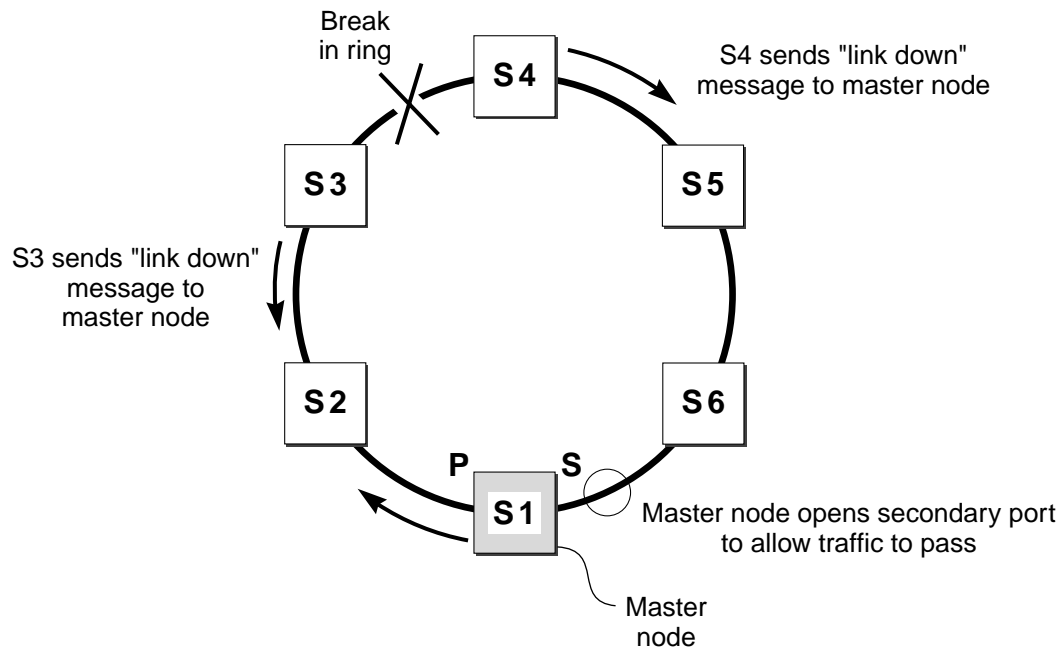 Break
in ring
S4
S4 sends "link down"
message to master node
S3
S5
S3 sends "link down"
message to
master node
S2
S6
P
S
S1
Master node opens secondary port
to allow traffic to pass
Master
node